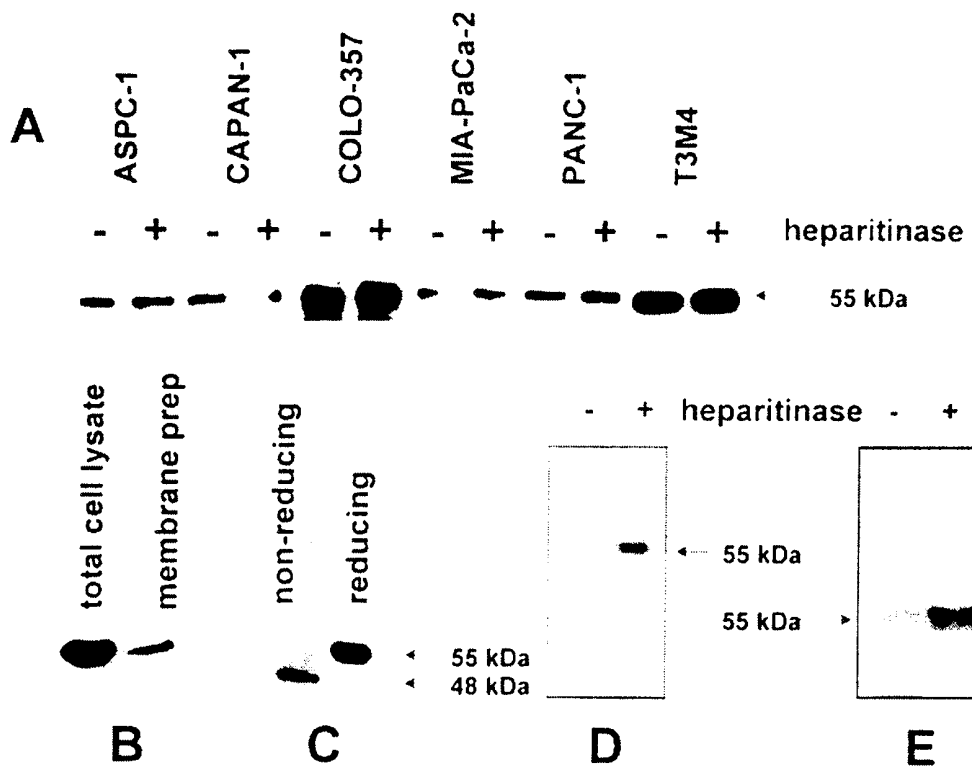 A
ASPC-1
CAPAN-1
COLO-357
MIA-PaCa-2
PANC-1
T3M4
- + - + - + - + - + - + heparitinase
55 kDa
total cell lysate
membrane prep
non-reducing
reducing
- + heparitinase - +
55 kDa
55 kDa
55 kDa
48 kDa
B C D E